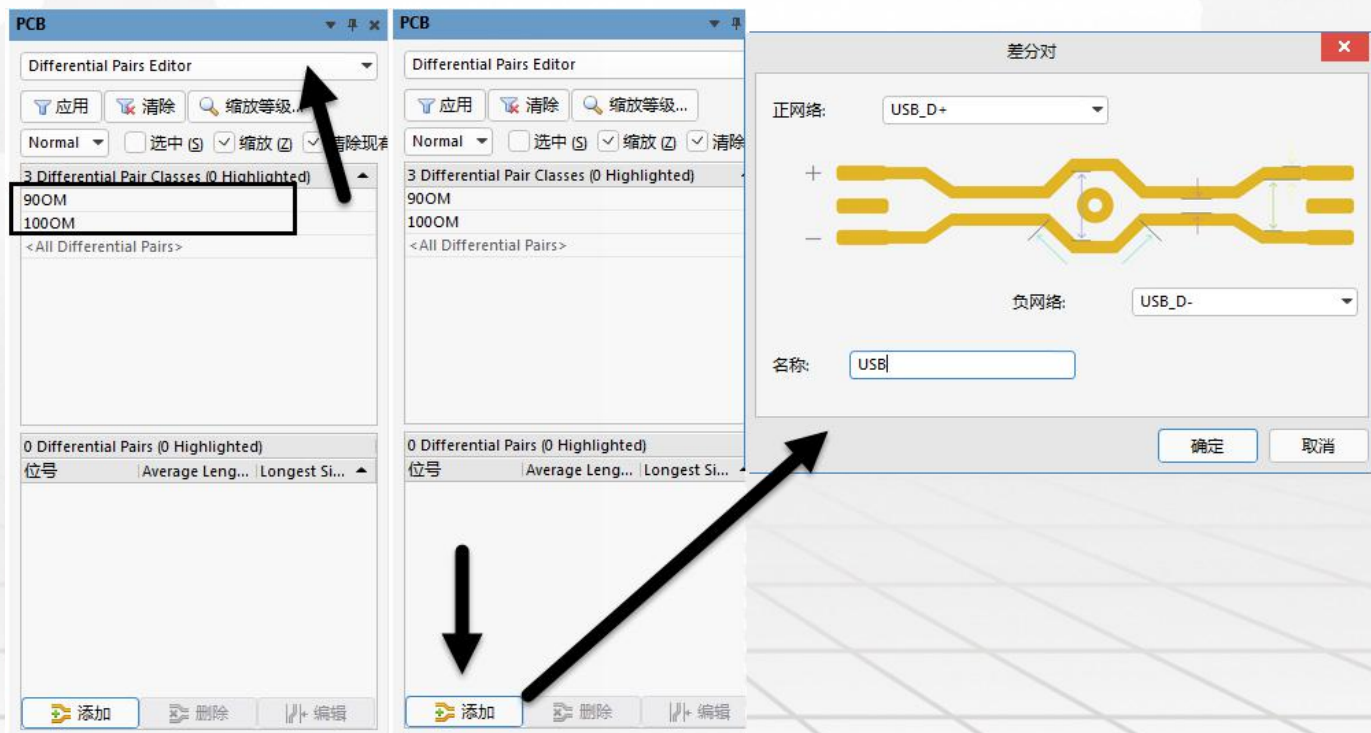 PCB
Differential Pairs Editor
应用 清除 缩放等级...
Normal 选中 (S) 缩放 (Z) 清除现有
3 Differential Pair Classes (0 Highlighted)
90OM
100OM
<All Differential Pairs>
0 Differential Pairs (0 Highlighted)
位号 Average Leng... Longest Si...
添加 删除 编辑
PCB
Differential Pairs Editor
应用 清除 缩放等级...
Normal 选中 (S) 缩放 (Z) 清除
3 Differential Pair Classes (0 Highlighted)
90OM
100OM
<All Differential Pairs>
0 Differential Pairs (0 Highlighted)
位号 Average Leng... Longest Si...
添加 删除 编辑
差分对
正网络: USB_D+
+
—
负网络: USB_D-
名称: USB
确定 取消